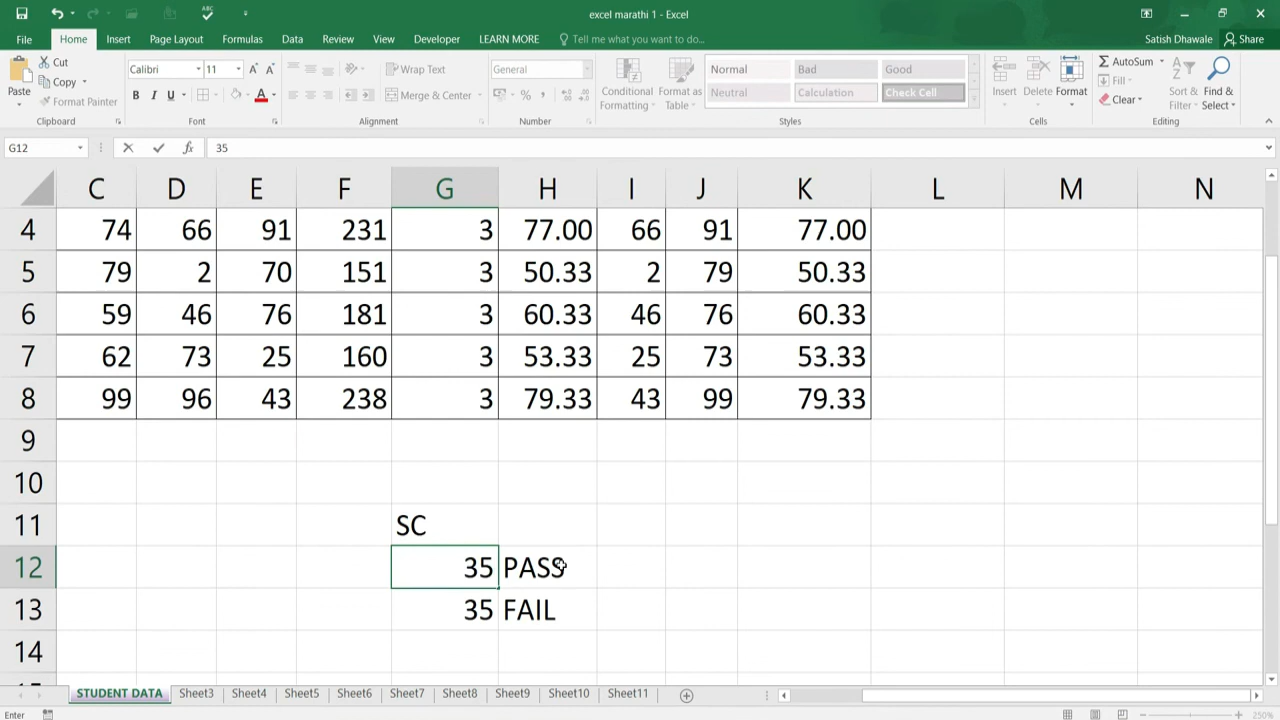 excel marathi 1 - Excel
File Home Insert Page Layout Formulas Data Review View Developer LEARN MORE Tell me what you want to do... Satish Dhawale Share
Paste
Cut
Copy
Format Painter
Clipboard
Calibri 11
B I U
Font
Wrap Text
Merge & Center
Alignment
General
%
Number
Conditional Formatting
Format as Table
Normal Bad Good
Neutral Calculation Check Cell
Styles
Insert Delete Format
Cells
AutoSum
Fill
Clear
Sort & Filter
Find & Select
Editing
G12 fx 35
C D E F G H I J K L M N
4 74 66 91 231 3 77.00 66 91 77.00
5 79 2 70 151 3 50.33 2 79 50.33
6 59 46 76 181 3 60.33 46 76 60.33
7 62 73 25 160 3 53.33 25 73 53.33
8 99 96 43 238 3 79.33 43 99 79.33
9
10
11 SC
12 35 PASS
13 35 FAIL
14
STUDENT DATA Sheet3 Sheet4 Sheet5 Sheet6 Sheet7 Sheet8 Sheet9 Sheet10 Sheet11
Enter 250%